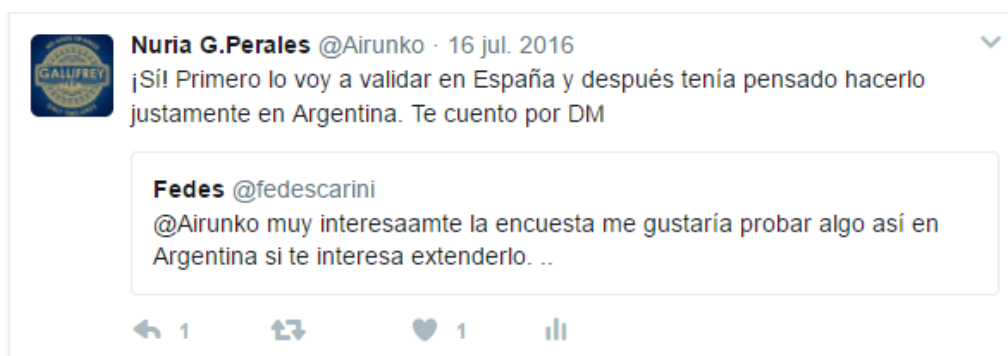 GALLIFREY
Nuria G.Perales @Airunko · 16 jul. 2016
¡Sí! Primero lo voy a validar en España y después tenía pensado hacerlo
justamente en Argentina. Te cuento por DM
Fedes @fedescarini
@Airunko muy interesaamte la encuesta me gustaría probar algo así en
Argentina si te interesa extenderlo. ..
1 1